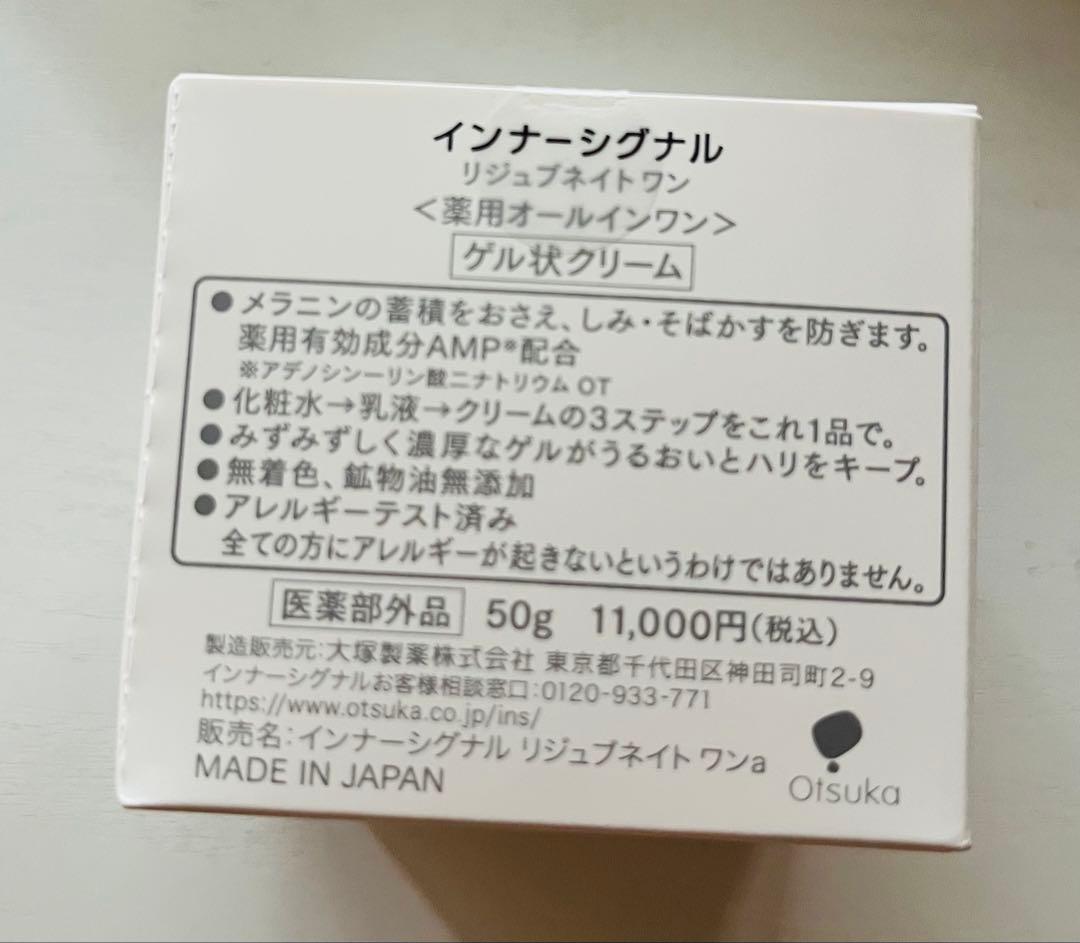 インナーシグナル
リジュブネイト ワン
＜薬用オールインワン＞
ゲル状クリーム
●メラニンの蓄積をおさえ、しみ・そばかすを防ぎます。
薬用有効成分AMP※配合
※アデノシン一リン酸二ナトリウム OT
●化粧水→乳液→クリームの3ステップをこれ1品で。
●みずみずしく濃厚なゲルがうるおいとハリをキープ。
●無着色、鉱物油無添加
●アレルギーテスト済み
全ての方にアレルギーが起きないというわけではありません。
医薬部外品 50g 11,000円(税込)
製造販売元:大塚製薬株式会社 東京都千代田区神田司町2-9
インナーシグナルお客様相談窓口:0120-933-771
https://www.otsuka.co.jp/ins/
販売名:インナーシグナル リジュブネイト ワンa
MADE IN JAPAN
Otsuka